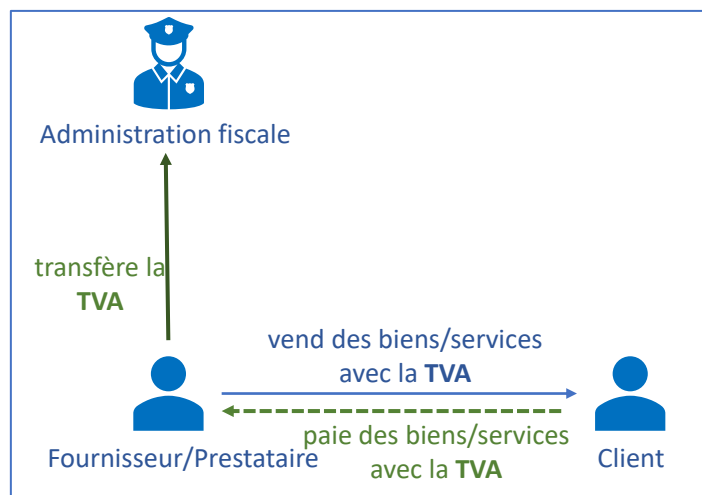 Administration fiscale
transfère la
TVA
vend des biens/services
avec la TVA
paie des biens/services
avec la TVA
Fournisseur/Prestataire
Client